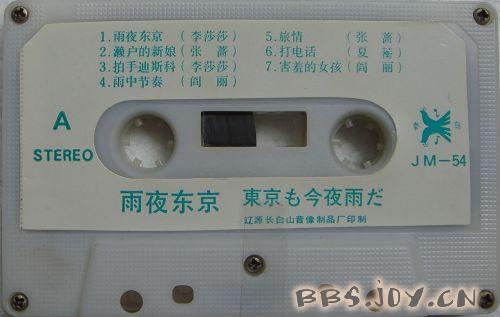 1.雨夜东京（李莎莎） 5.旅情（张蔷）
2.濑户的新娘（张蔷） 6.打电话（夏蓓）
3.拍手迪斯科（李莎莎） 7.害羞的女孩（阎丽）
4.雨中节奏（阎丽）
A
STEREO
JM-54
雨夜东京 東京も今夜雨だ
辽源长白山音像制品厂印制
BBS.JOY.CN